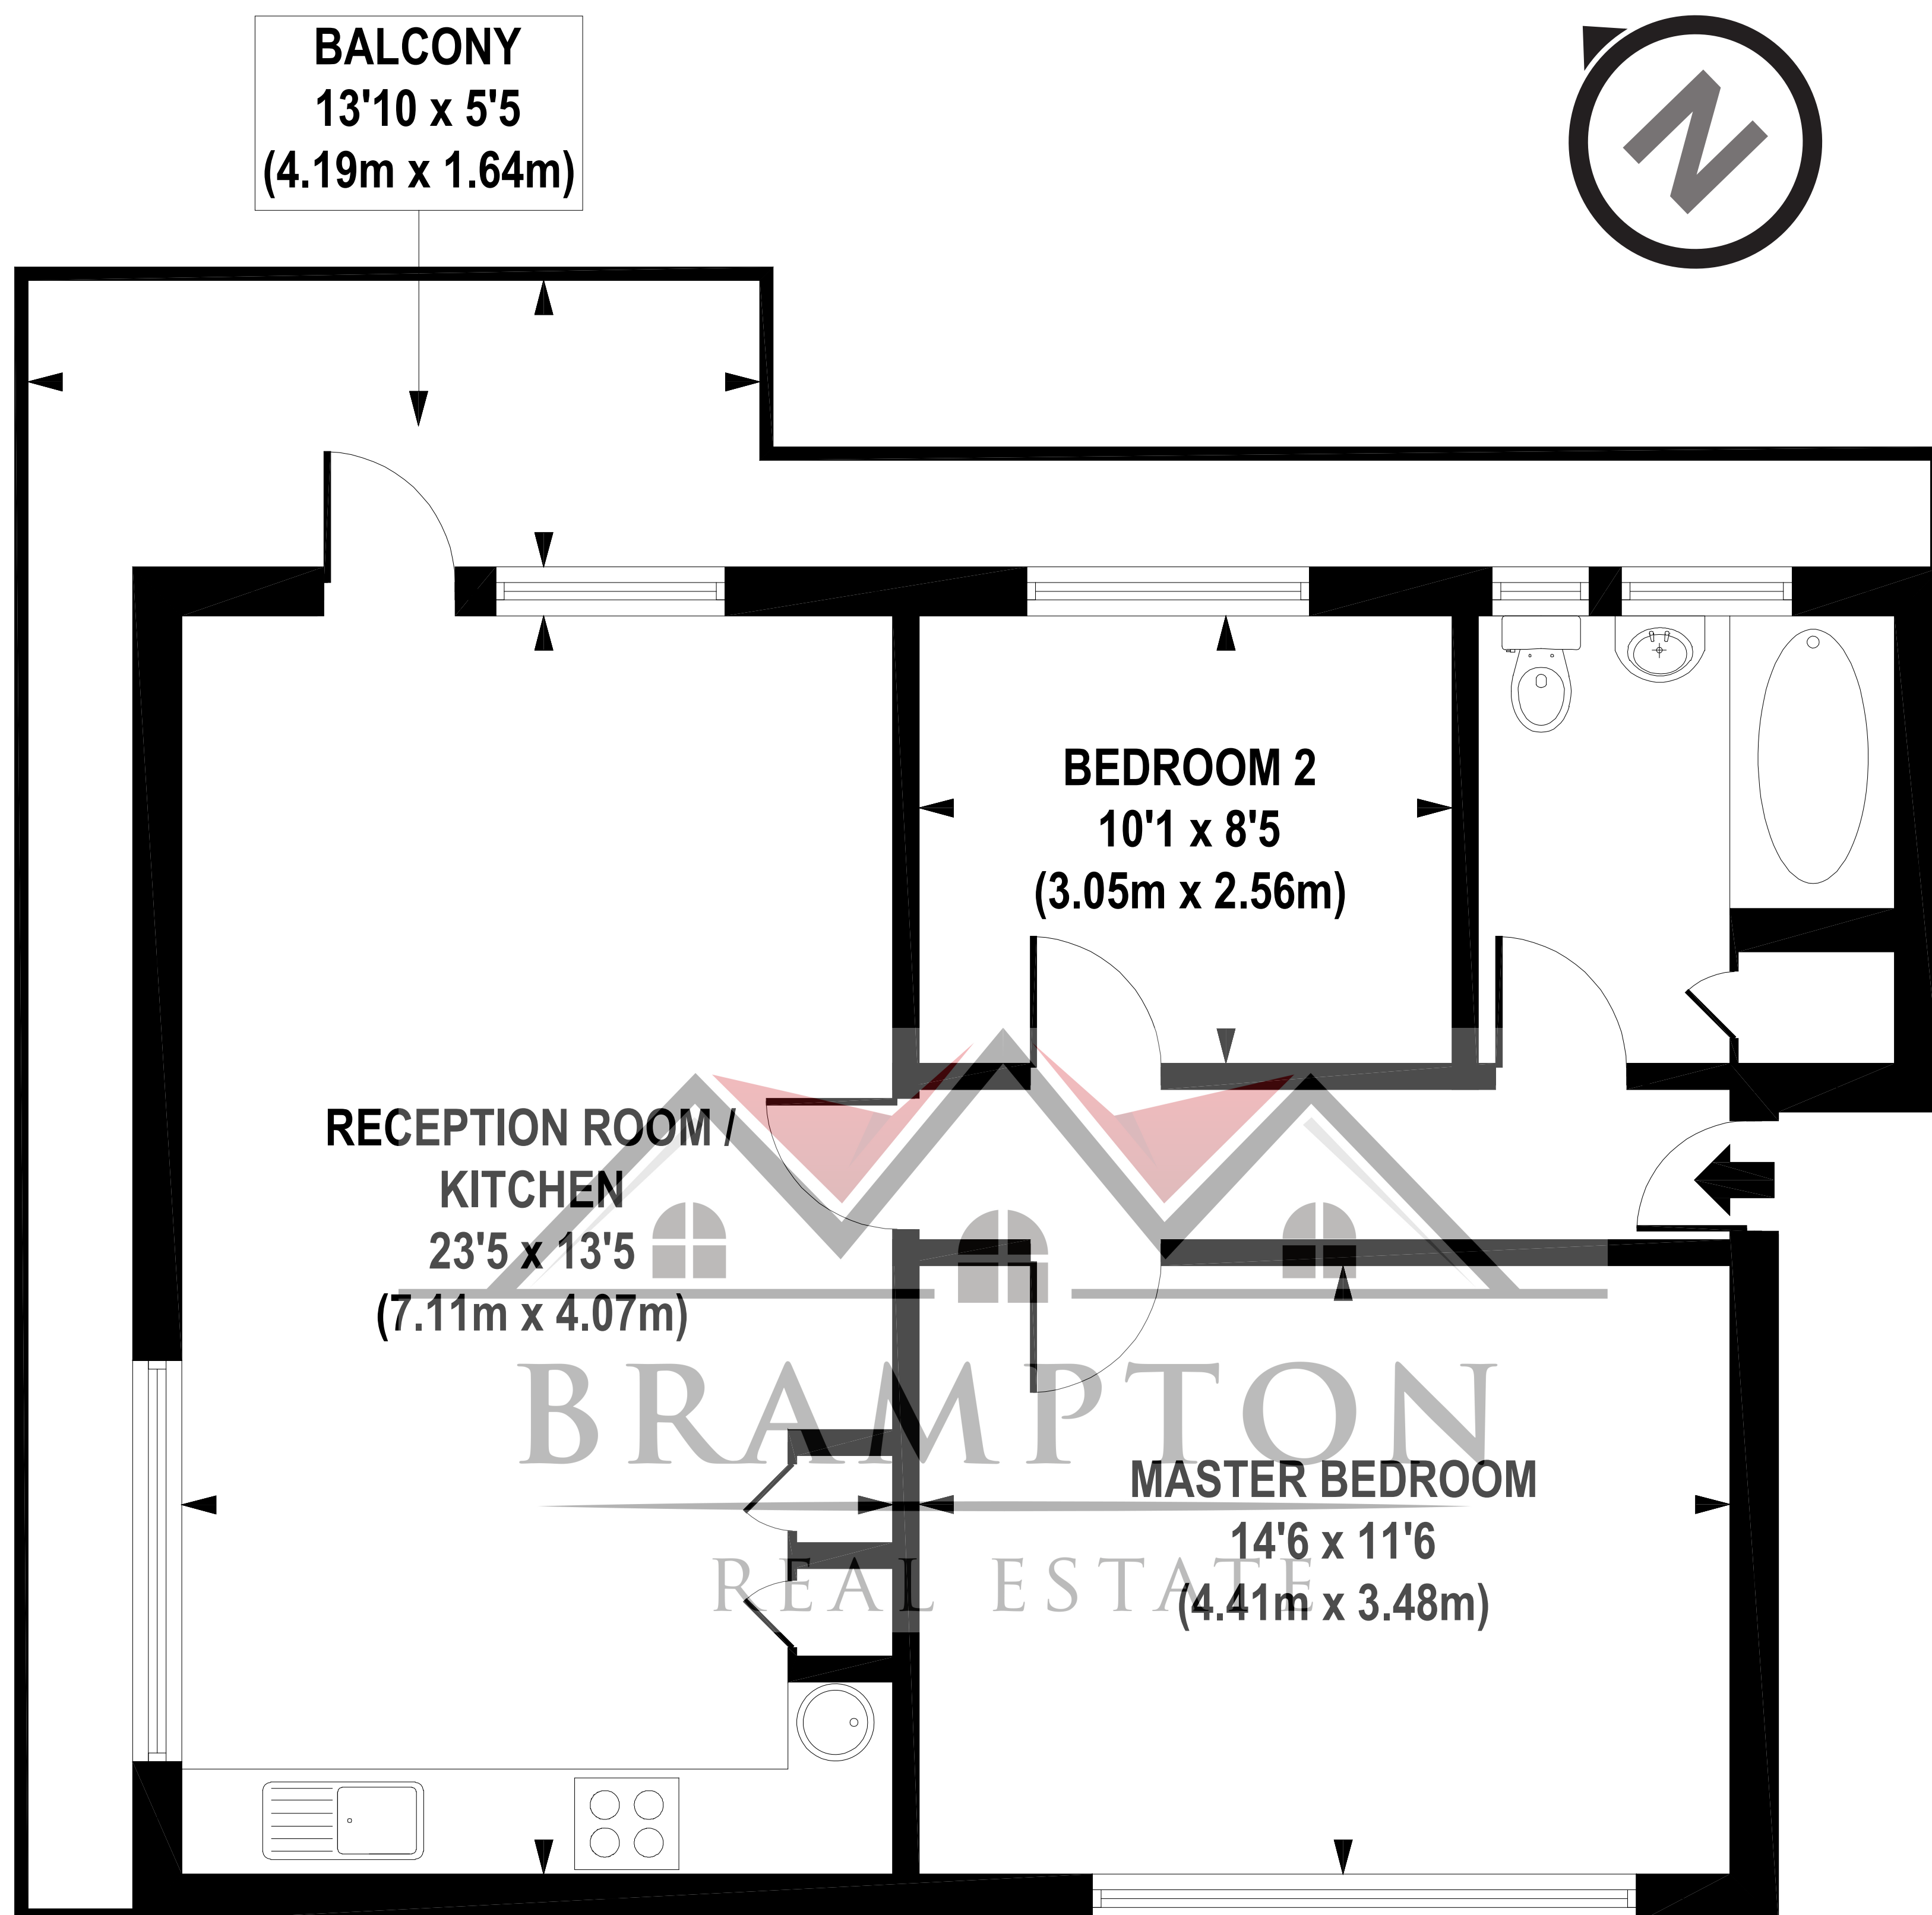 BALCONY
13'10 x 5'5
(4.19m x 1.64m)
N
BEDROOM 2
10'1 x 8'5
(3.05m x 2.56m)
RECEPTION ROOM /
KITCHEN
23'5 x 13'5
(7.11m x 4.07m)
BRAMPTON
REAL ESTATE
MASTER BEDROOM
14'6 x 11'6
(4.41m x 3.48m)